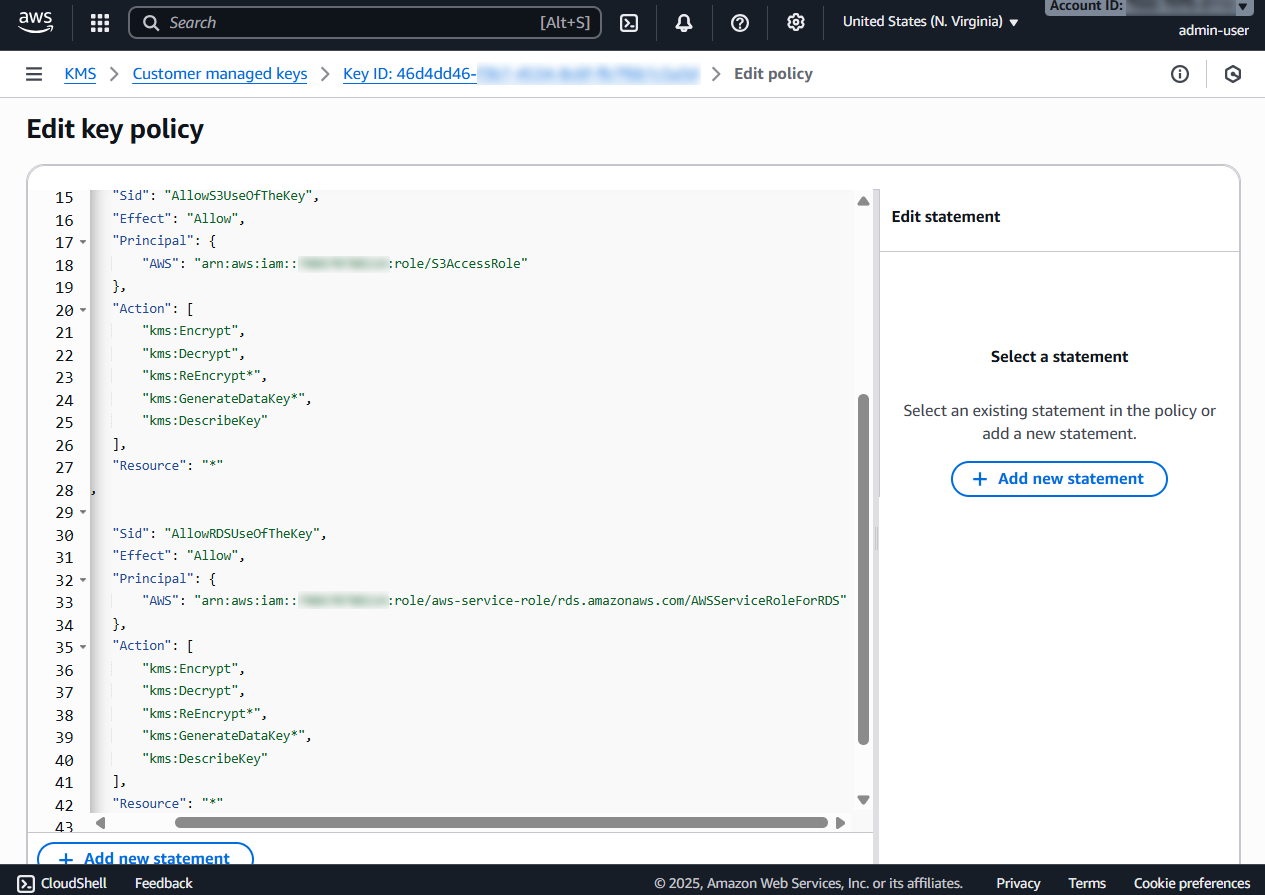 aws
Search [Alt+S]
United States (N. Virginia)
Account ID:
admin-user
KMS > Customer managed keys > Key ID: 46d4dd46- > Edit policy
Edit key policy
15 "Sid": "AllowS3UseOfTheKey",
16 "Effect": "Allow",
17 "Principal": {
18 "AWS": "arn:aws:iam:: :role/S3AccessRole"
19 },
20 "Action": [
21 "kms:Encrypt",
22 "kms:Decrypt",
23 "kms:ReEncrypt*",
24 "kms:GenerateDataKey*",
25 "kms:DescribeKey"
26 ],
27 "Resource": "*"
28 ,
29
30 "Sid": "AllowRDSUseOfTheKey",
31 "Effect": "Allow",
32 "Principal": {
33 "AWS": "arn:aws:iam:: :role/aws-service-role/rds.amazonaws.com/AWSServiceRoleForRDS"
34 },
35 "Action": [
36 "kms:Encrypt",
37 "kms:Decrypt",
38 "kms:ReEncrypt*",
39 "kms:GenerateDataKey*",
40 "kms:DescribeKey"
41 ],
42 "Resource": "*"
43
+ Add new statement
Edit statement
Select a statement
Select an existing statement in the policy or
add a new statement.
+ Add new statement
CloudShell Feedback © 2025, Amazon Web Services, Inc. or its affiliates. Privacy Terms Cookie preferences